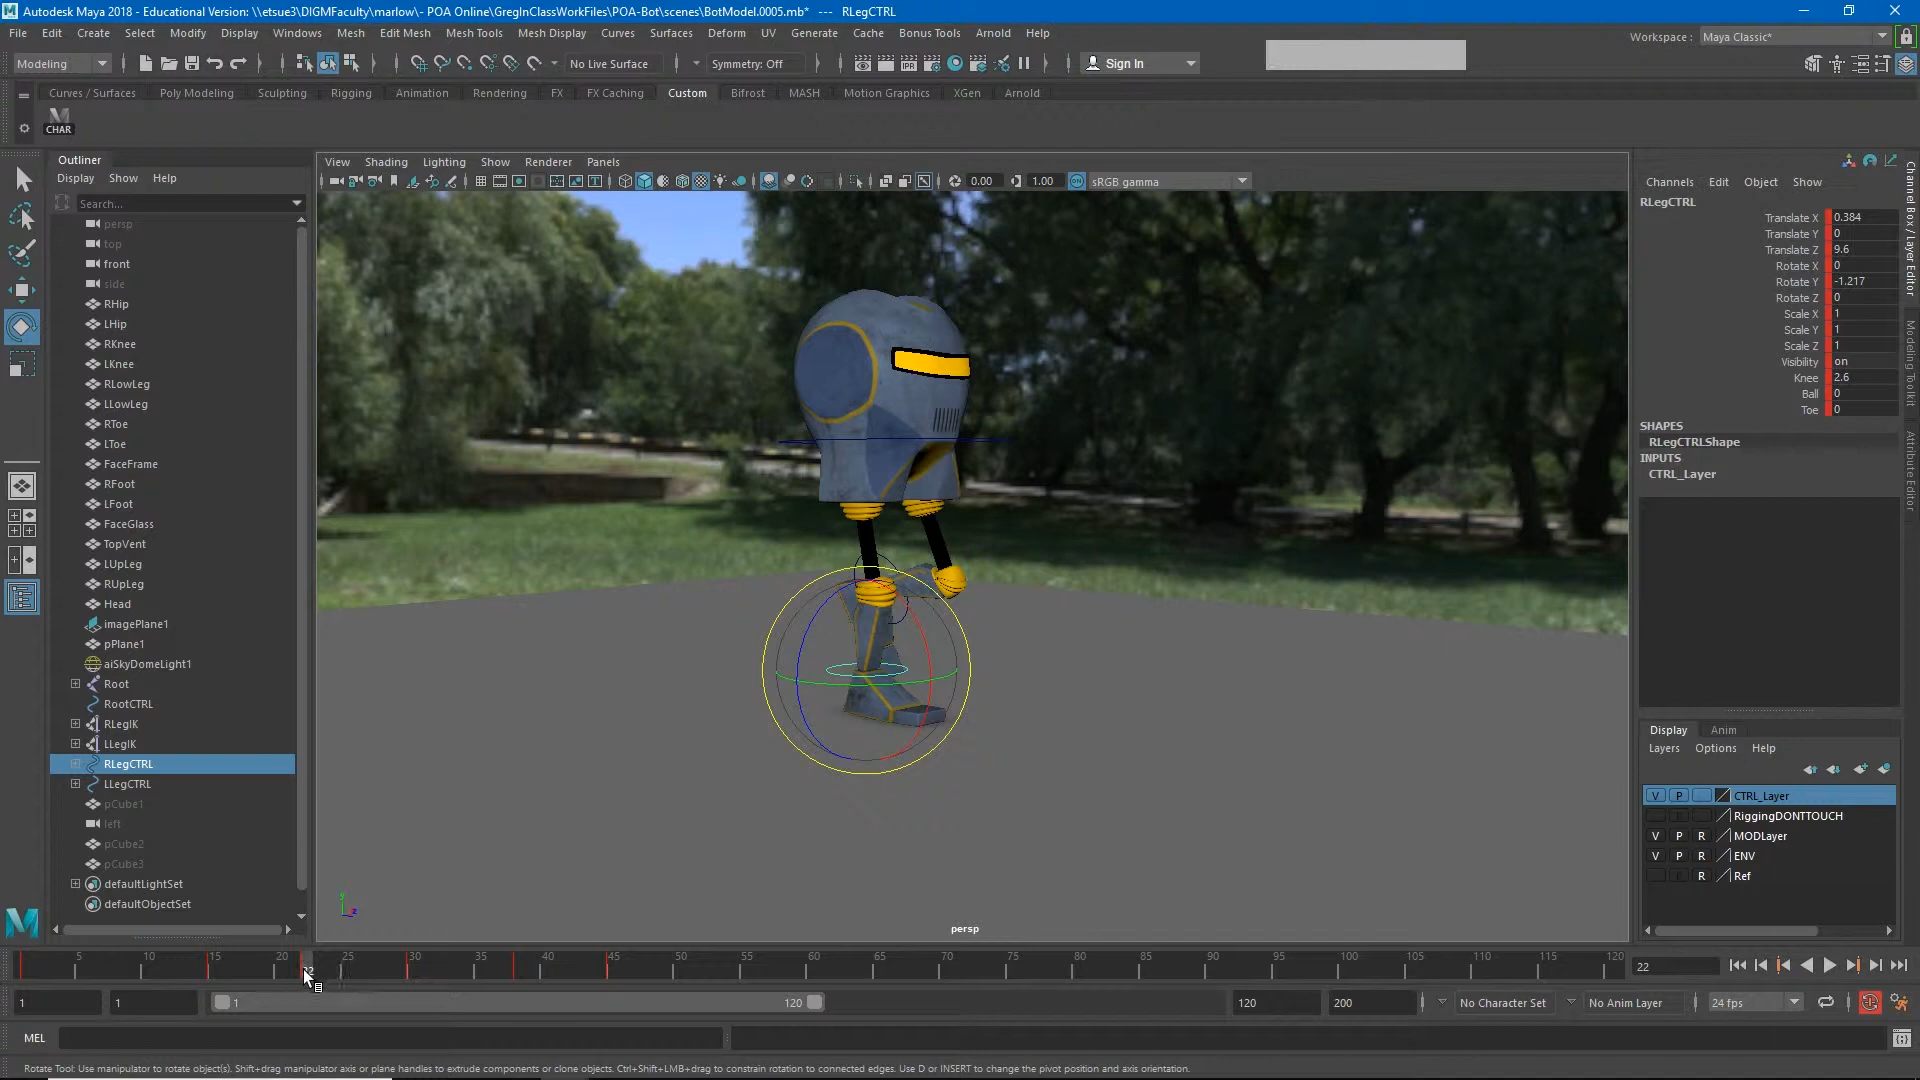 Autodesk Maya 2018 - Educational Version: \\etsue3\DIGMFaculty\marlow\- POA Online\GregInClassWorkFiles\POA-Bot\scenes\BotModel.0005.mb* --- RLegCTRL
File Edit Create Select Modify Display Windows Mesh Edit Mesh Mesh Tools Mesh Display Curves Surfaces Deform UV Generate Cache Bonus Tools Arnold Help
Workspace : Maya Classic*
Modeling No Live Surface Symmetry: Off Sign In
Curves / Surfaces Poly Modeling Sculpting Rigging Animation Rendering FX FX Caching Custom Bifrost MASH Motion Graphics XGen Arnold
CHAR
Outliner
Display Show Help
Search...
persp
top
front
side
RHip
LHip
RKnee
LKnee
RLowLeg
LLowLeg
RToe
LToe
FaceFrame
RFoot
LFoot
FaceGlass
TopVent
LUpLeg
RUpLeg
Head
imagePlane1
pPlane1
aiSkyDomeLight1
Root
RootCTRL
RLegIK
LLegIK
RLegCTRL
LLegCTRL
pCube1
left
pCube2
pCube3
defaultLightSet
defaultObjectSet
View Shading Lighting Show Renderer Panels
0.00 1.00 sRGB gamma
persp
Channels Edit Object Show
RLegCTRL
Translate X 0.384
Translate Y 0
Translate Z 9.6
Rotate X 0
Rotate Y -1.217
Rotate Z 0
Scale X 1
Scale Y 1
Scale Z 1
Visibility on
Knee 2.6
Ball 0
Toe 0
SHAPES
RLegCTRLShape
INPUTS
CTRL_Layer
Channel Box / Layer Editor
Modeling Toolkit
Attribute Editor
Display Anim
Layers Options Help
V P CTRL_Layer
RiggingDONTTOUCH
V P R MODLayer
V P R ENV
R Ref
5 10 15 20 25 30 35 40 45 50 55 60 65 70 75 80 85 90 95 100 105 110 115 120
22
22
1 1 1 120 120 200 No Character Set No Anim Layer 24 fps
MEL
Rotate Tool: Use manipulator to rotate object(s). Shift+drag manipulator axis or plane handles to extrude components or clone objects. Ctrl+Shift+LMB+drag to constrain rotation to connected edges. Use D or INSERT to change the pivot position and axis orientation.